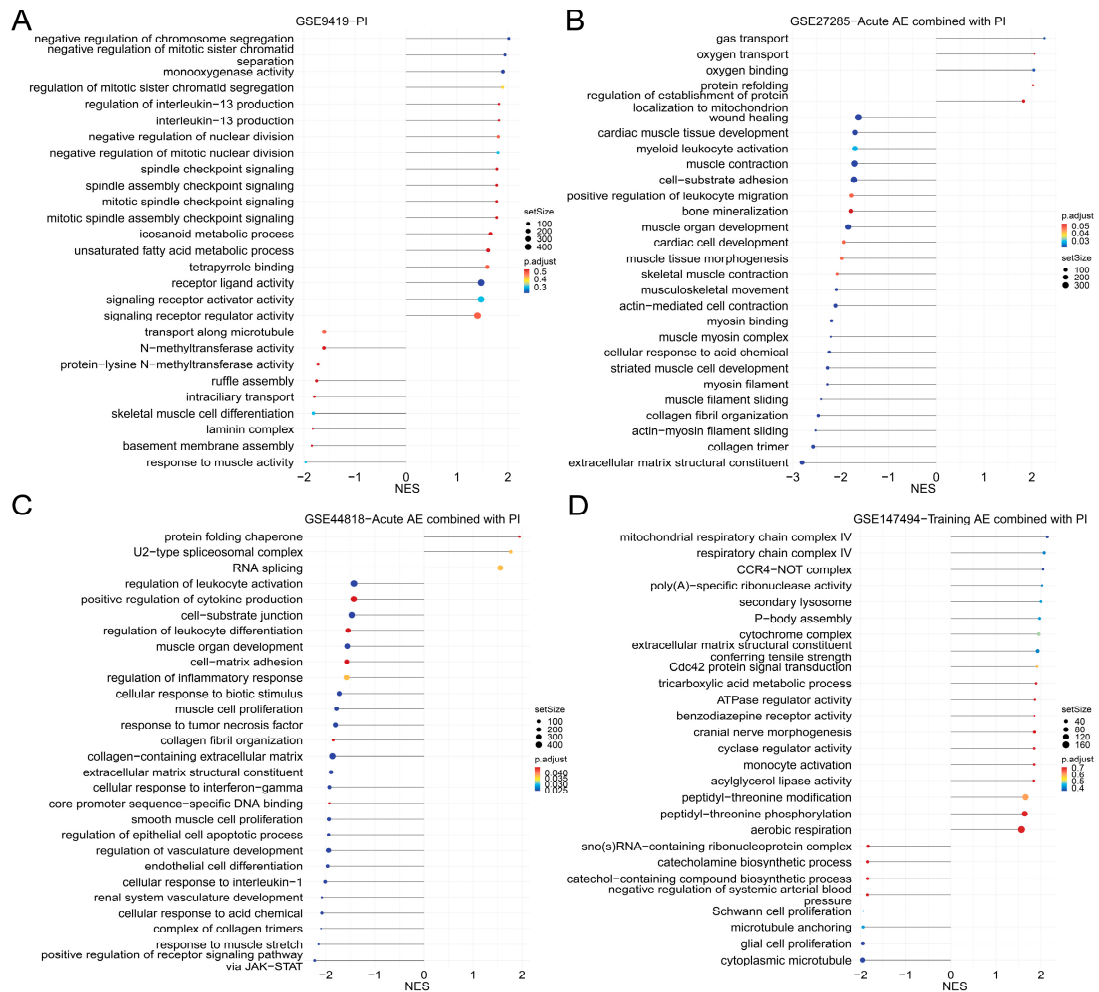 A
GSE9419-PI
negative regulation of chromosome segregation
negative regulation of mitotic sister chromatid
separation
monooxygenase activity
regulation of mitotic sister chromatid segregation
regulation of interleukin-13 production
interleukin-13 production
negative regulation of nuclear division
negative regulation of mitotic nuclear division
spindle checkpoint signaling
spindle assembly checkpoint signaling
mitotic spindle checkpoint signaling
mitotic spindle assembly checkpoint signaling
icosanoid metabolic process
unsaturated fatty acid metabolic process
tetrapyrrole binding
receptor ligand activity
signaling receptor activator activity
signaling receptor regulator activity
transport along microtubule
N-methyltransferase activity
protein-lysine N-methyltransferase activity
ruffle assembly
intraciliary transport
skeletal muscle cell differentiation
laminin complex
basement membrane assembly
response to muscle activity
-2 -1 0 1 2
NES
setSize
100
200
300
400
p.adjust
0.5
0.4
0.3
B
GSE27285-Acute AE combined with PI
gas transport
oxygen transport
oxygen binding
protein refolding
regulation of establishment of protein
localization to mitochondrion
wound healing
cardiac muscle tissue development
myeloid leukocyte activation
muscle contraction
cell-substrate adhesion
positive regulation of leukocyte migration
bone mineralization
muscle organ development
cardiac cell development
muscle tissue morphogenesis
skeletal muscle contraction
musculoskeletal movement
actin-mediated cell contraction
myosin binding
muscle myosin complex
cellular response to acid chemical
striated muscle cell development
myosin filament
muscle filament sliding
collagen fibril organization
actin-myosin filament sliding
collagen trimer
extracellular matrix structural constituent
-3 -2 -1 0 1 2
NES
p.adjust
0.05
0.04
0.03
setSize
100
200
300
C
GSE44818-Acute AE combined with PI
protein folding chaperone
U2-type spliceosomal complex
RNA splicing
regulation of leukocyte activation
positive regulation of cytokine production
cell-substrate junction
regulation of leukocyte differentiation
muscle organ development
cell-matrix adhesion
regulation of inflammatory response
cellular response to biotic stimulus
muscle cell proliferation
response to tumor necrosis factor
collagen fibril organization
collagen-containing extracellular matrix
extracellular matrix structural constituent
cellular response to interferon-gamma
core promoter sequence-specific DNA binding
smooth muscle cell proliferation
regulation of epithelial cell apoptotic process
regulation of vasculature development
endothelial cell differentiation
cellular response to interleukin-1
renal system vasculature development
cellular response to acid chemical
complex of collagen trimers
response to muscle stretch
positive regulation of receptor signaling pathway
via JAK-STAT
-2 -1 0 1 2
NES
setSize
100
200
300
400
p.adjust
0.040
0.035
0.030
0.025
D
GSE147494-Training AE combined with PI
mitochondrial respiratory chain complex IV
respiratory chain complex IV
CCR4-NOT complex
poly(A)-specific ribonuclease activity
secondary lysosome
P-body assembly
cytochrome complex
extracellular matrix structural constituent
conferring tensile strength
Cdc42 protein signal transduction
tricarboxylic acid metabolic process
ATPase regulator activity
benzodiazepine receptor activity
cranial nerve morphogenesis
cyclase regulator activity
monocyte activation
acylglycerol lipase activity
peptidyl-threonine modification
peptidyl-threonine phosphorylation
aerobic respiration
sno(s)RNA-containing ribonucleoprotein complex
catecholamine biosynthetic process
catechol-containing compound biosynthetic process
negative regulation of systemic arterial blood
pressure
Schwann cell proliferation
microtubule anchoring
glial cell proliferation
cytoplasmic microtubule
-2 -1 0 1 2
NES
setSize
40
80
120
160
p.adjust
0.7
0.6
0.5
0.4